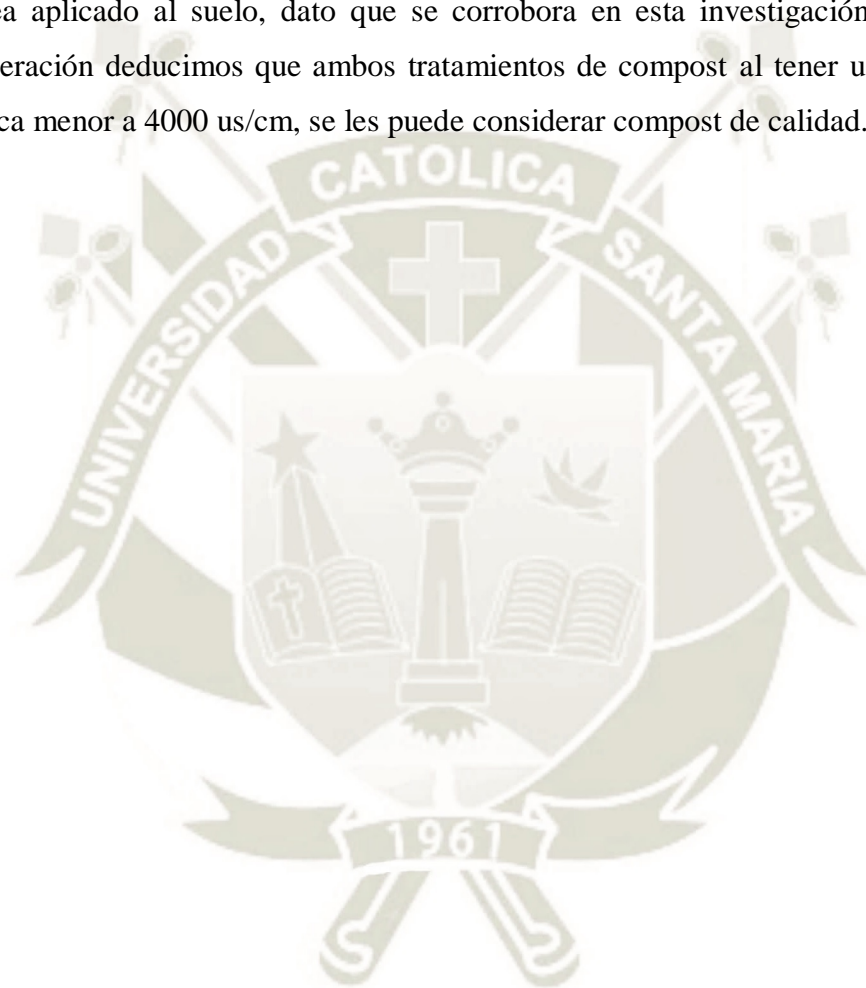 ea aplicado al suelo, dato que se corrobora en esta investigación
eración deducimos que ambos tratamientos de compost al tener u
ca menor a 4000 us/cm, se les puede considerar compost de calidad.
CATOLICA
UNIVERSIDAD
SANTA MARIA
1961